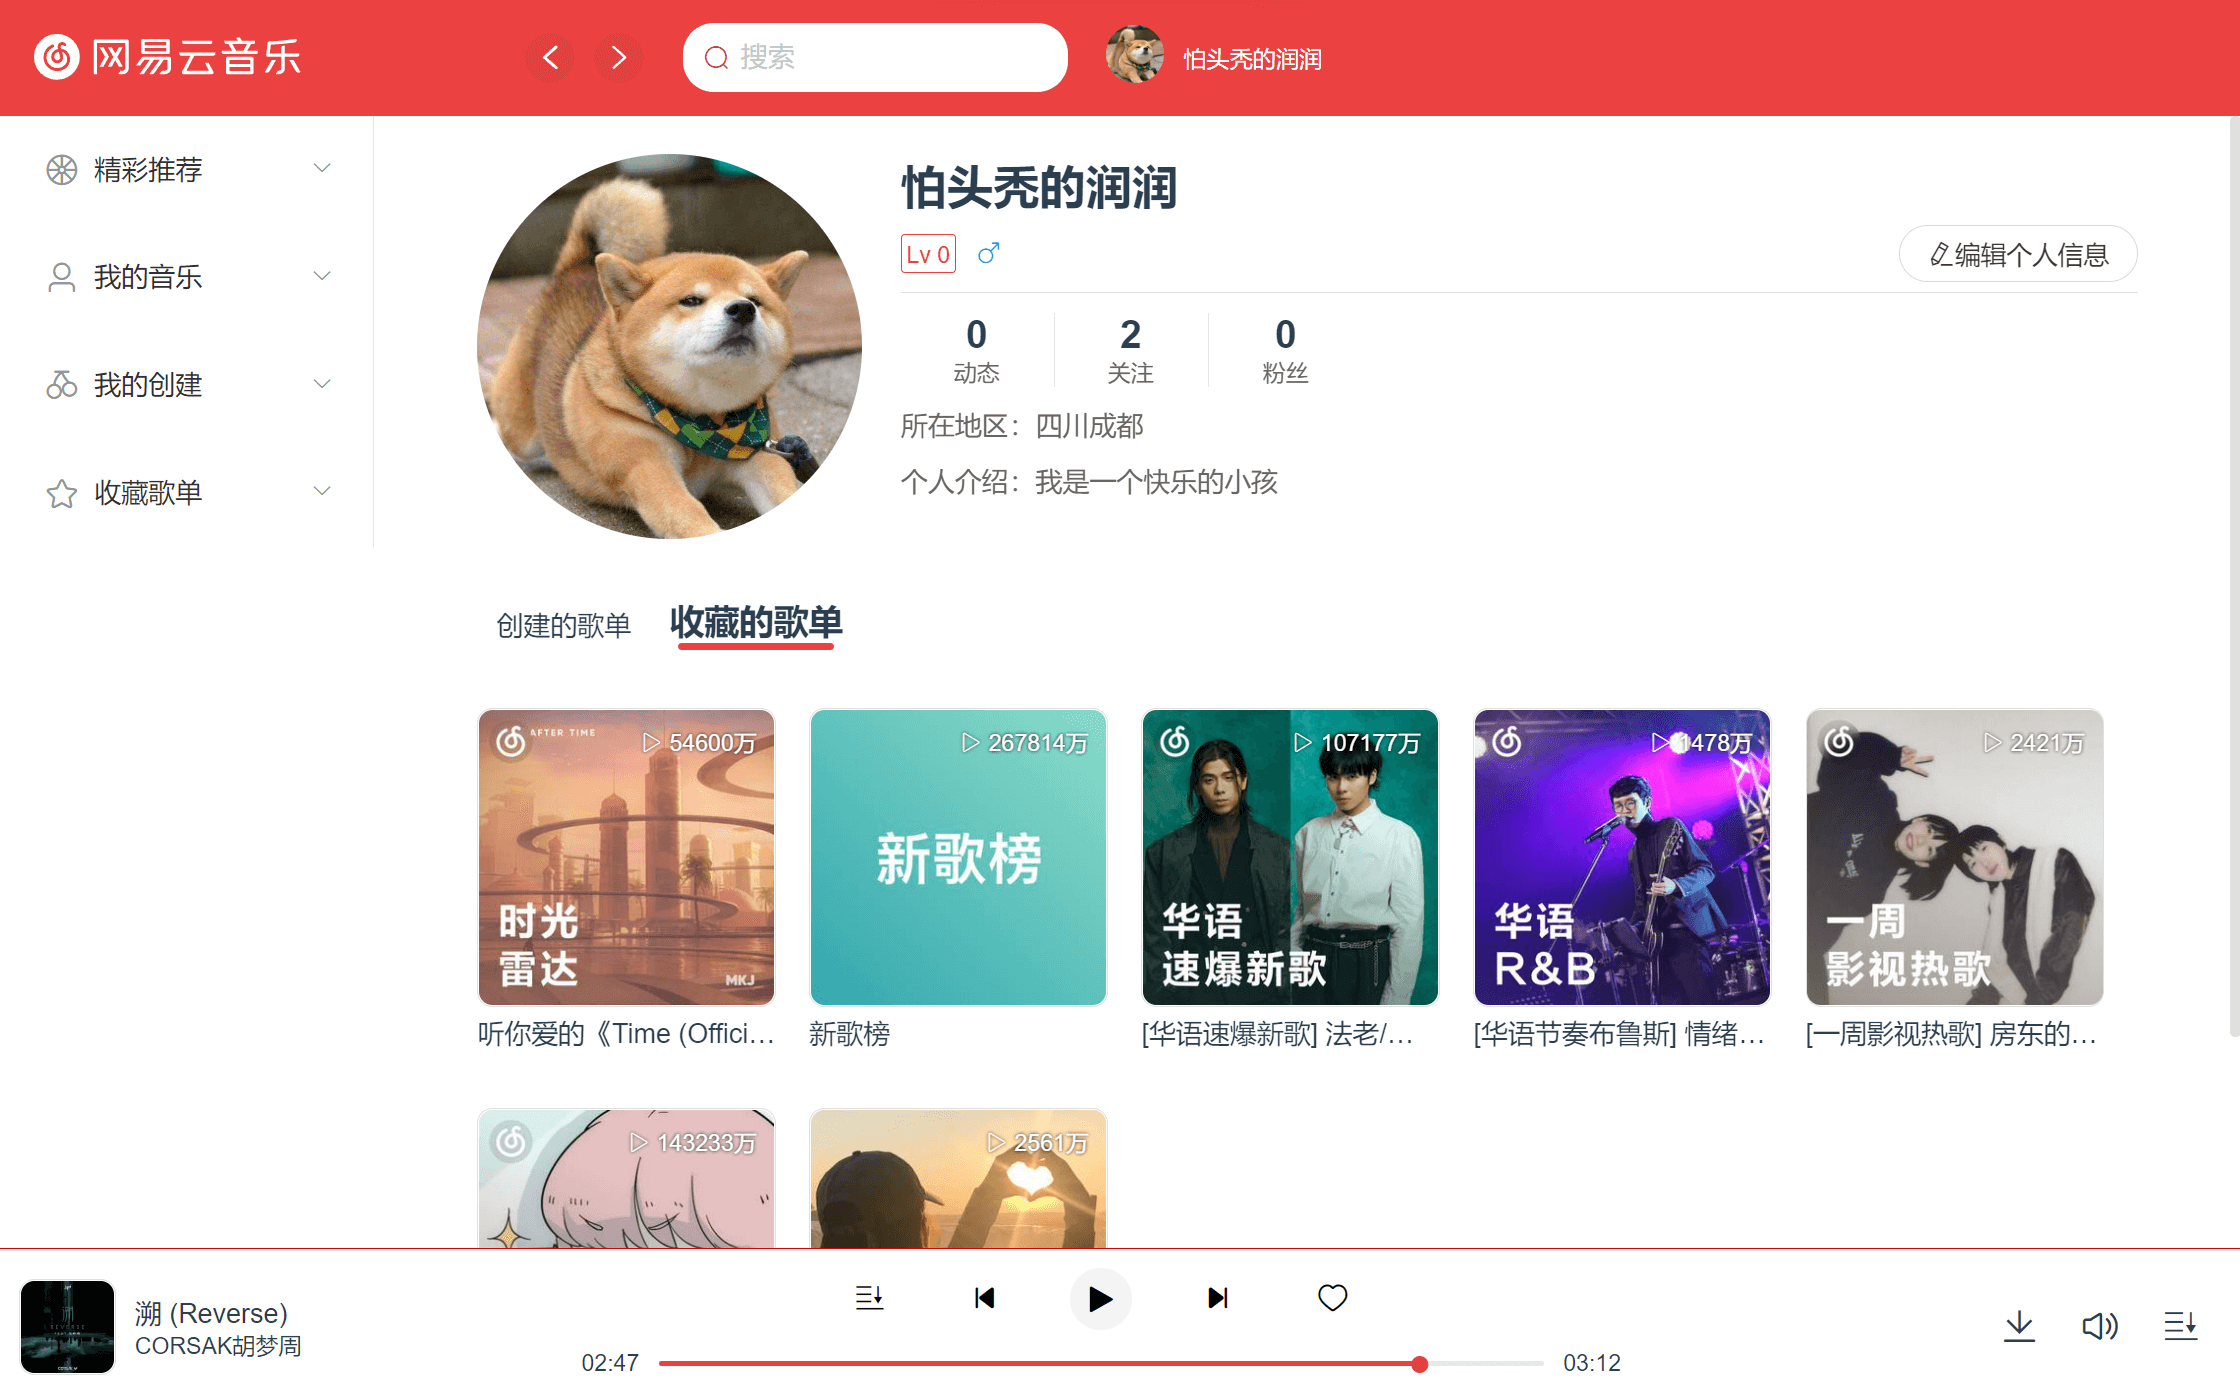 网易云音乐
搜索
怕头秃的润润
精彩推荐
我的音乐
我的创建
收藏歌单
怕头秃的润润
Lv 0
编辑个人信息
0
动态
2
关注
0
粉丝
所在地区：四川成都
个人介绍：我是一个快乐的小孩
创建的歌单
收藏的歌单
AFTER TIME
54600万
时光
雷达
MKJ
267814万
新歌榜
107177万
华语
速爆新歌
1478万
华语
R&B
2421万
一周
影视热歌
听你爱的《Time (Offici...
新歌榜
[华语速爆新歌] 法老/...
[华语节奏布鲁斯] 情绪...
[一周影视热歌] 房东的...
143233万
2561万
REVERSE
溯 (Reverse)
CORSAK胡梦周
02:47
03:12